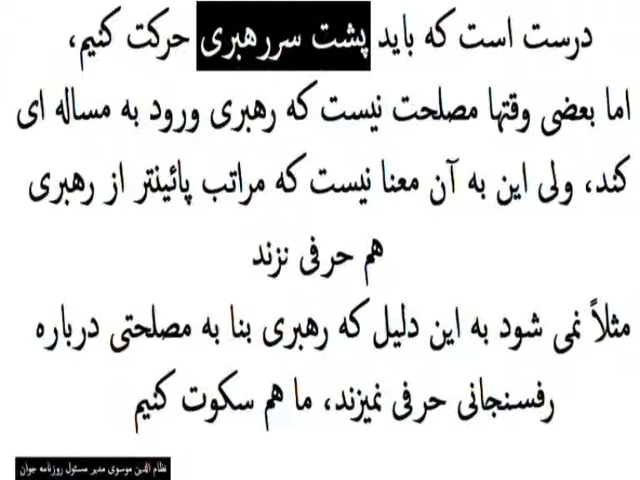 درست است که باید پشت سررهبری حرکت کنیم،
اما بعضی وقتها مصلحت نیست که رهبری ورود به مساله ای
کند، ولی این به آن معنا نیست که مراتب پائینتر از رهبری
هم حرفی نزند
مثلاً نمی شود به این دلیل که رهبری بنا به مصلحتی درباره
رفسنجانی حرفی نمیزند، ما هم سکوت کنیم
نظام الدین موسوی مدیر مسئول روزنامه جوان